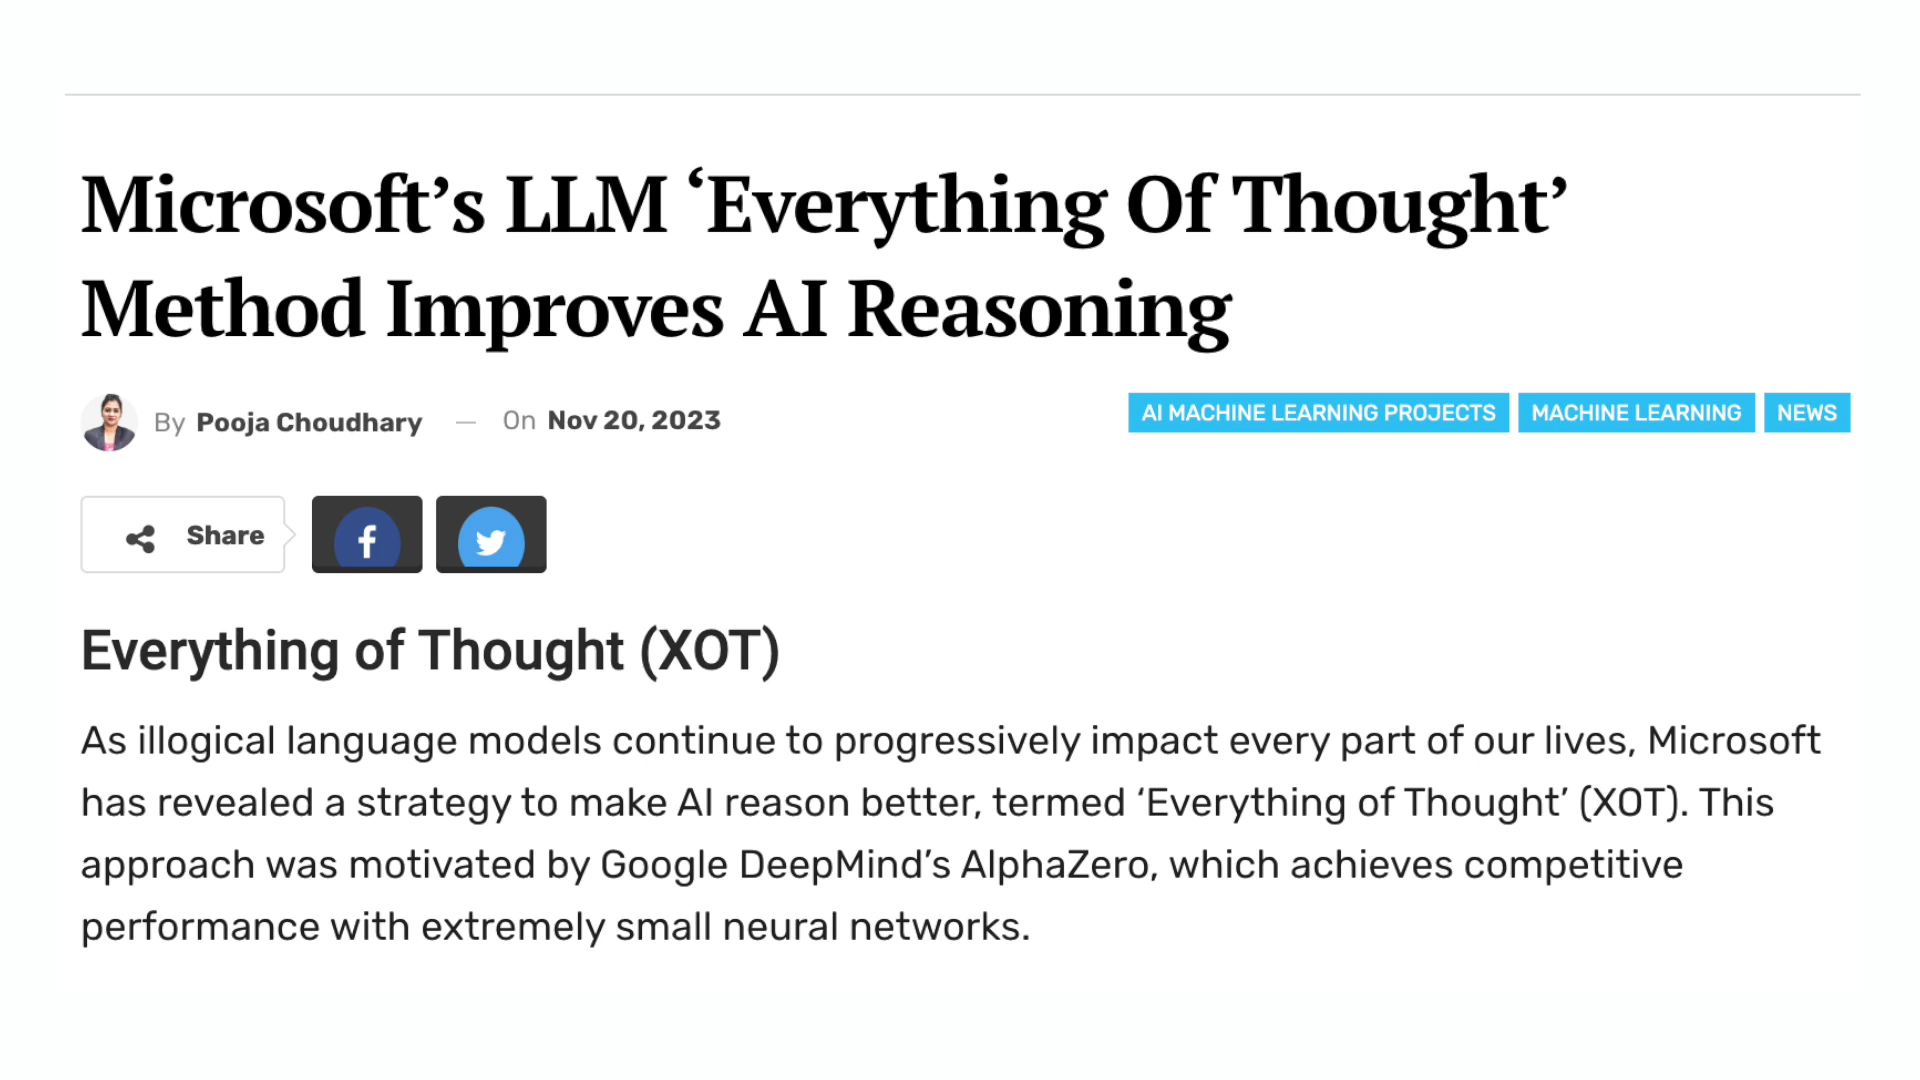 Microsoft’s LLM ‘Everything Of Thought’
Method Improves AI Reasoning
By Pooja Choudhary — On Nov 20, 2023
AI MACHINE LEARNING PROJECTS MACHINE LEARNING NEWS
Share
Everything of Thought (XOT)
As illogical language models continue to progressively impact every part of our lives, Microsoft
has revealed a strategy to make AI reason better, termed ‘Everything of Thought’ (XOT). This
approach was motivated by Google DeepMind’s AlphaZero, which achieves competitive
performance with extremely small neural networks.